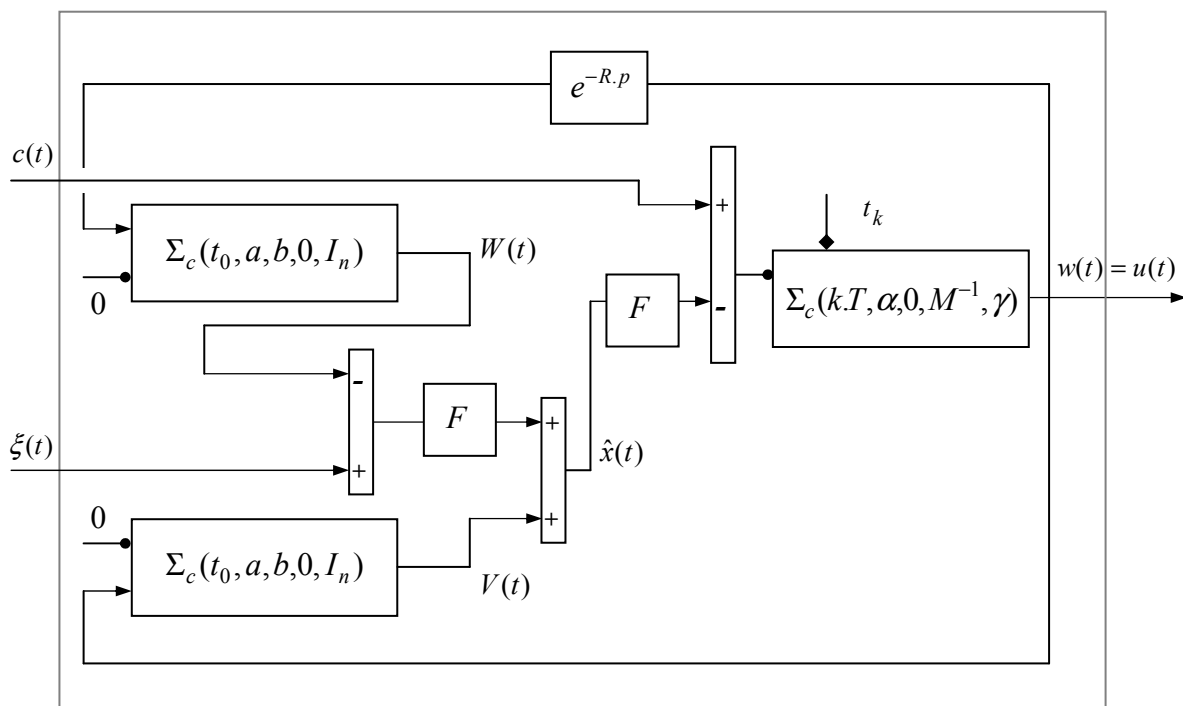 e^{-R.p}
c(t)
+
t_k
Σ_c(t_0, a, b, 0, I_n)
W(t)
w(t) = u(t)
0
F
-
Σ_c(k.T, α, 0, M^{-1}, γ)
-
F
+
ξ(t)
+
x̂(t)
0
+
Σ_c(t_0, a, b, 0, I_n)
V(t)